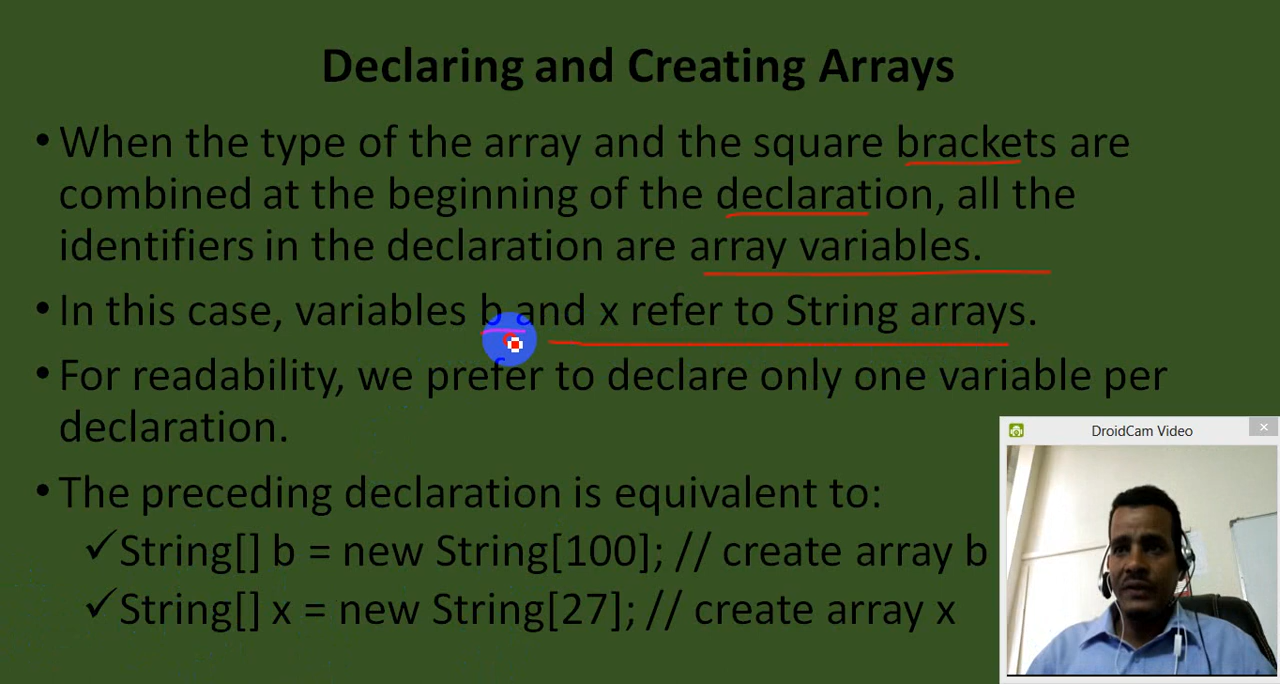 Declaring and Creating Arrays
• When the type of the array and the square brackets are
combined at the beginning of the declaration, all the
identifiers in the declaration are array variables.
• In this case, variables b and x refer to String arrays.
• For readability, we prefer to declare only one variable per
declaration.
• The preceding declaration is equivalent to:
✓String[] b = new String[100]; // create array b
✓String[] x = new String[27]; // create array x
DroidCam Video